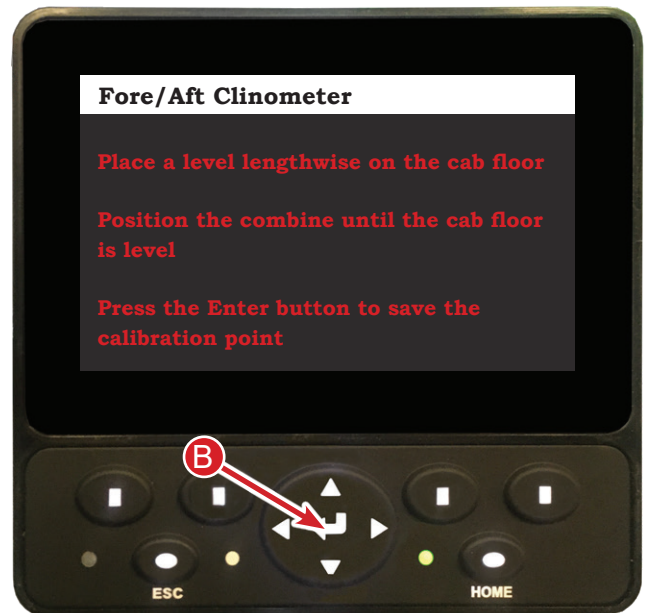 Fore/Aft Clinometer
Place a level lengthwise on the cab floor
Position the combine until the cab floor
is level
Press the Enter button to save the
calibration point
B
ESC
HOME